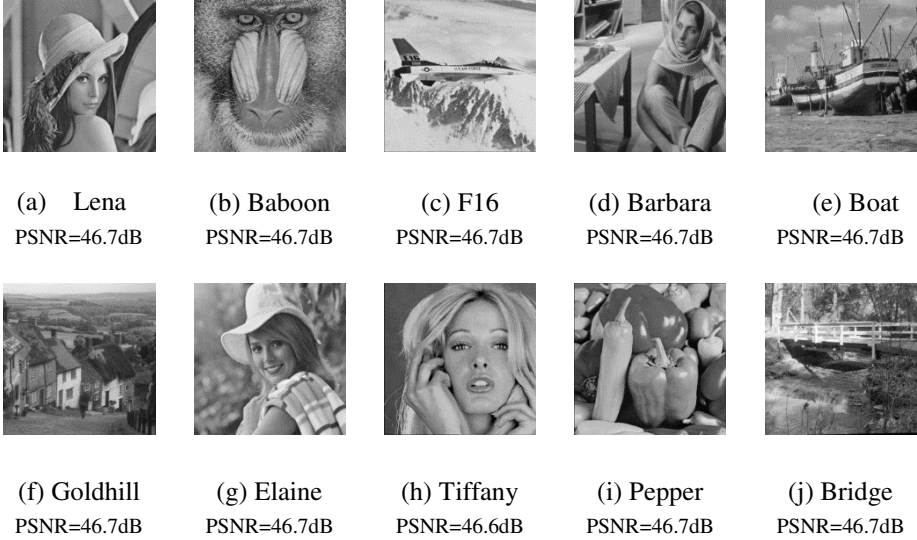 (a) Lena (b) Baboon (c) F16 (d) Barbara (e) Boat
PSNR=46.7dB PSNR=46.7dB PSNR=46.7dB PSNR=46.7dB PSNR=46.7dB
(f) Goldhill (g) Elaine (h) Tiffany (i) Pepper (j) Bridge
PSNR=46.7dB PSNR=46.7dB PSNR=46.6dB PSNR=46.7dB PSNR=46.7dB